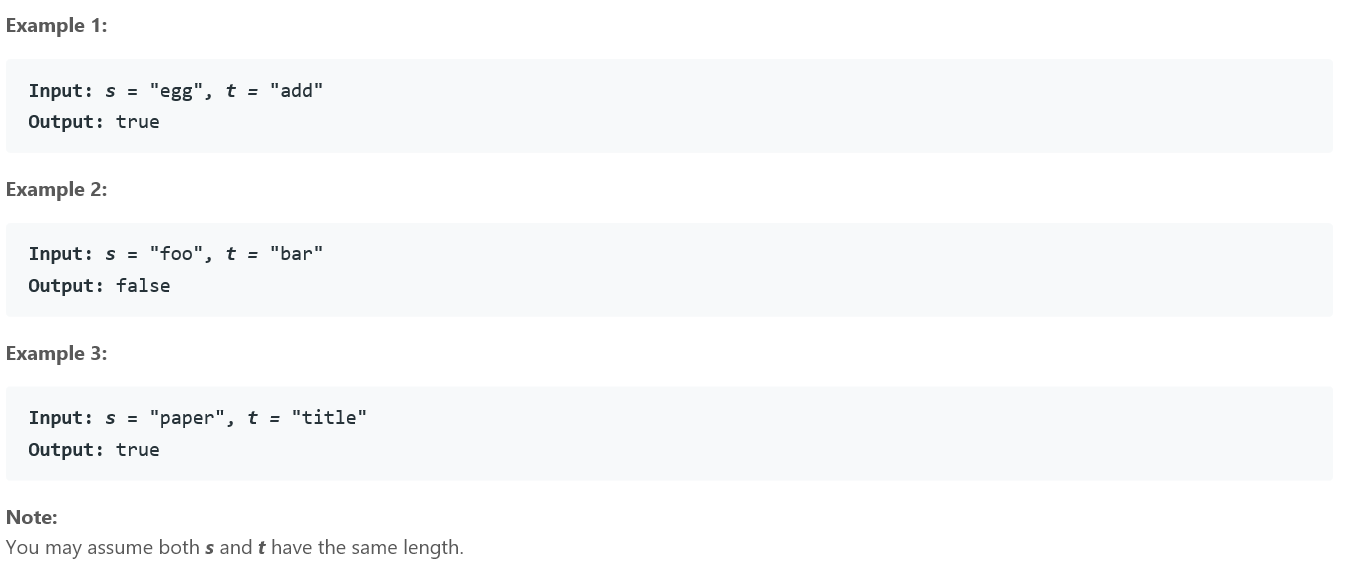 Example 1:
Input: s = "egg", t = "add"
Output: true
Example 2:
Input: s = "foo", t = "bar"
Output: false
Example 3:
Input: s = "paper", t = "title"
Output: true
Note:
You may assume both s and t have the same length.